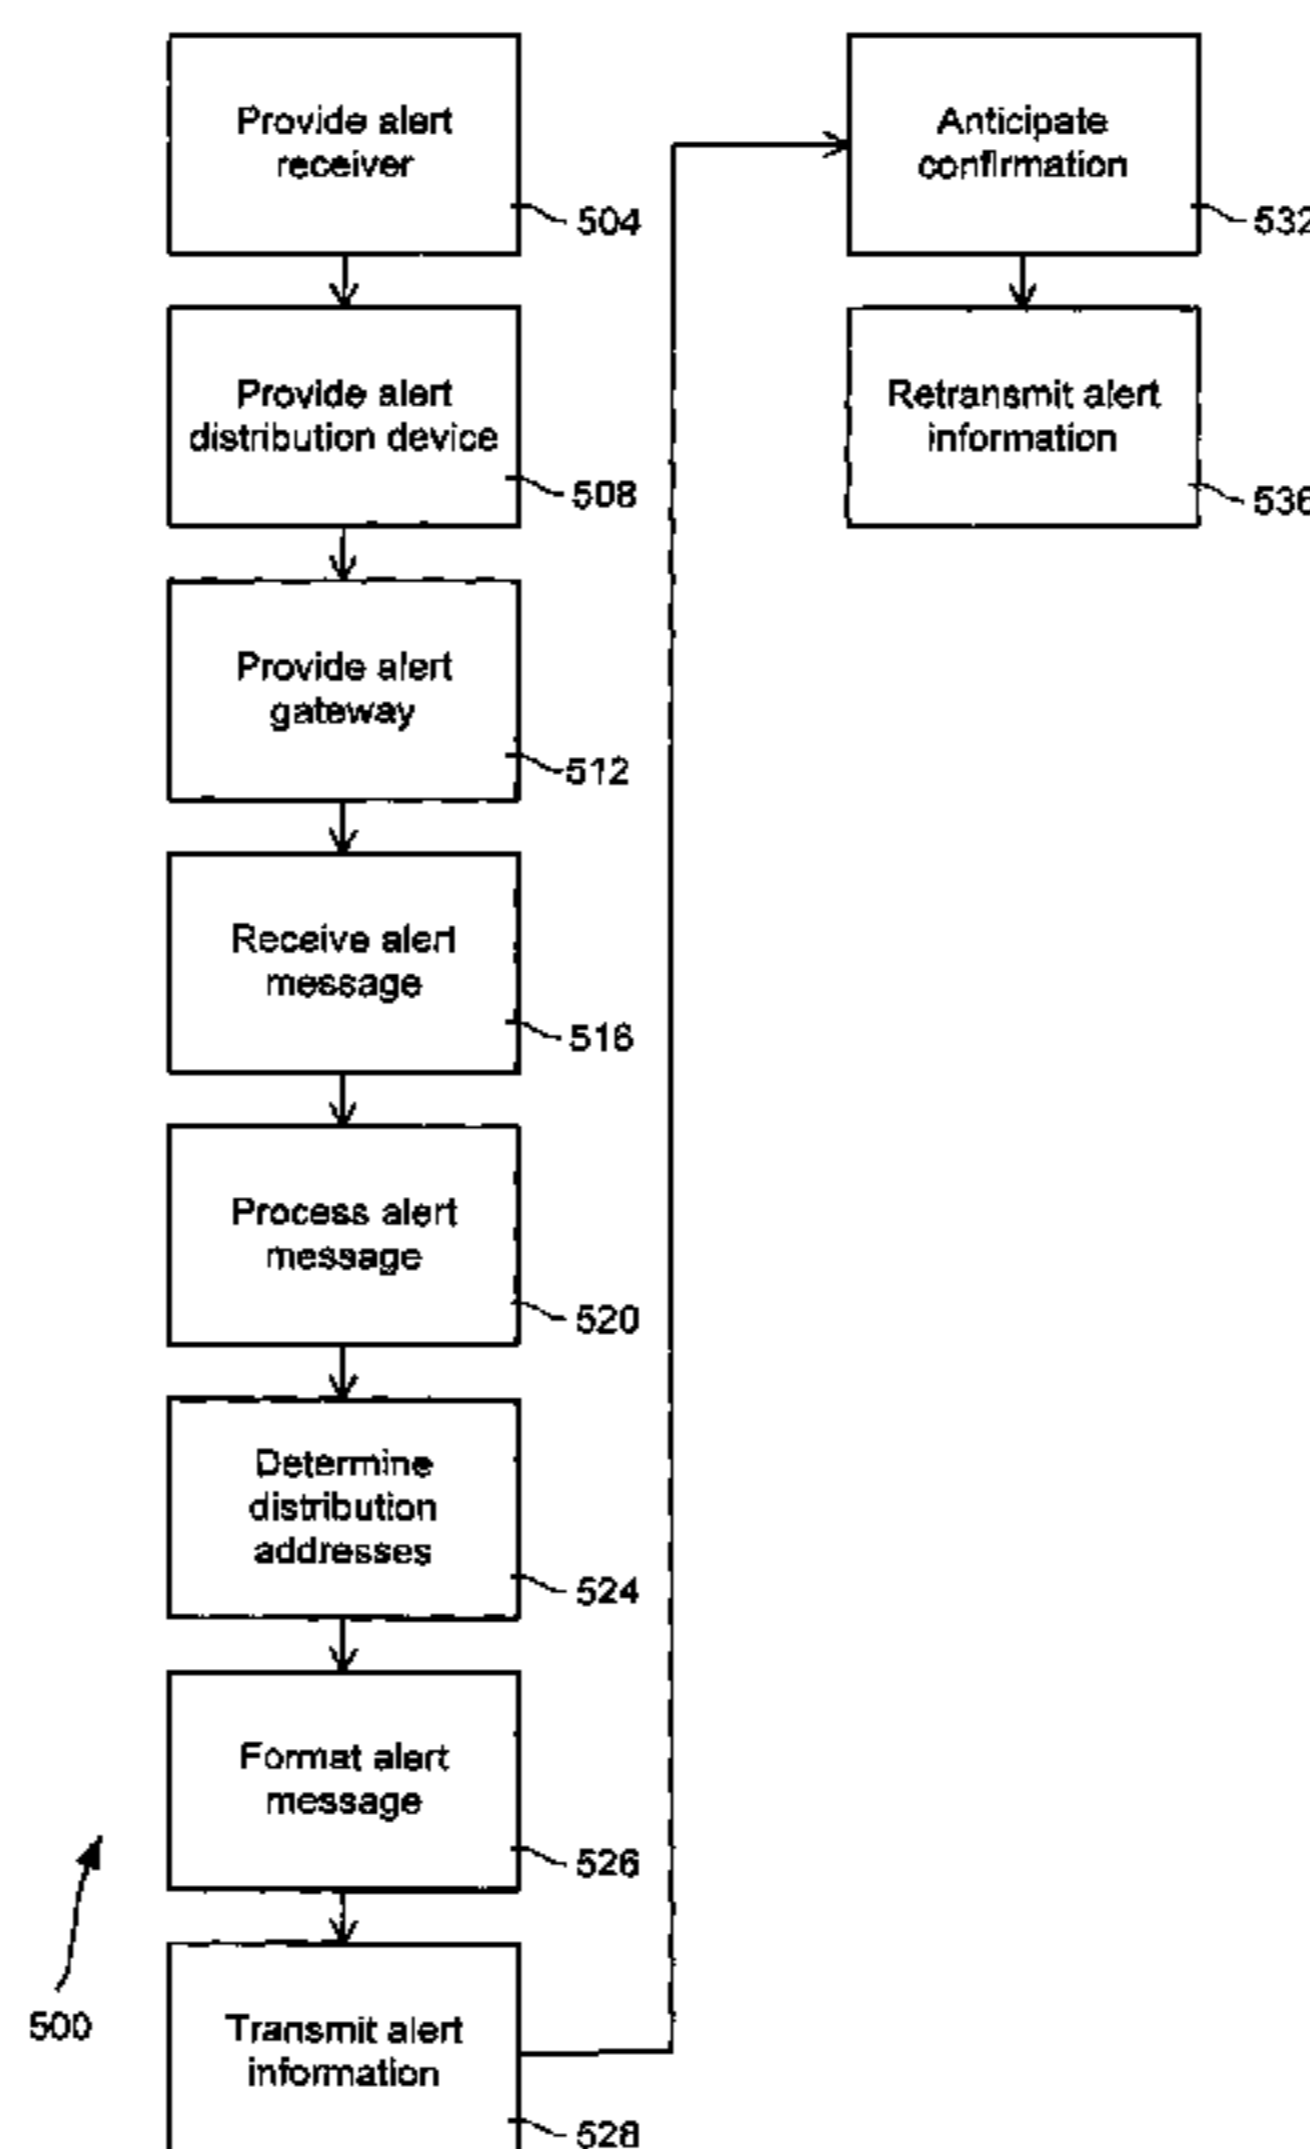 Provide alert
receiver
504
Provide alert
distribution device
508
Provide alert
gateway
512
Receive alert
message
516
Process alert
message
520
Determine
distribution
addresses
524
Format alert
message
526
Transmit alert
information
528
500
Anticipate
confirmation
532
Retransmit alert
information
536